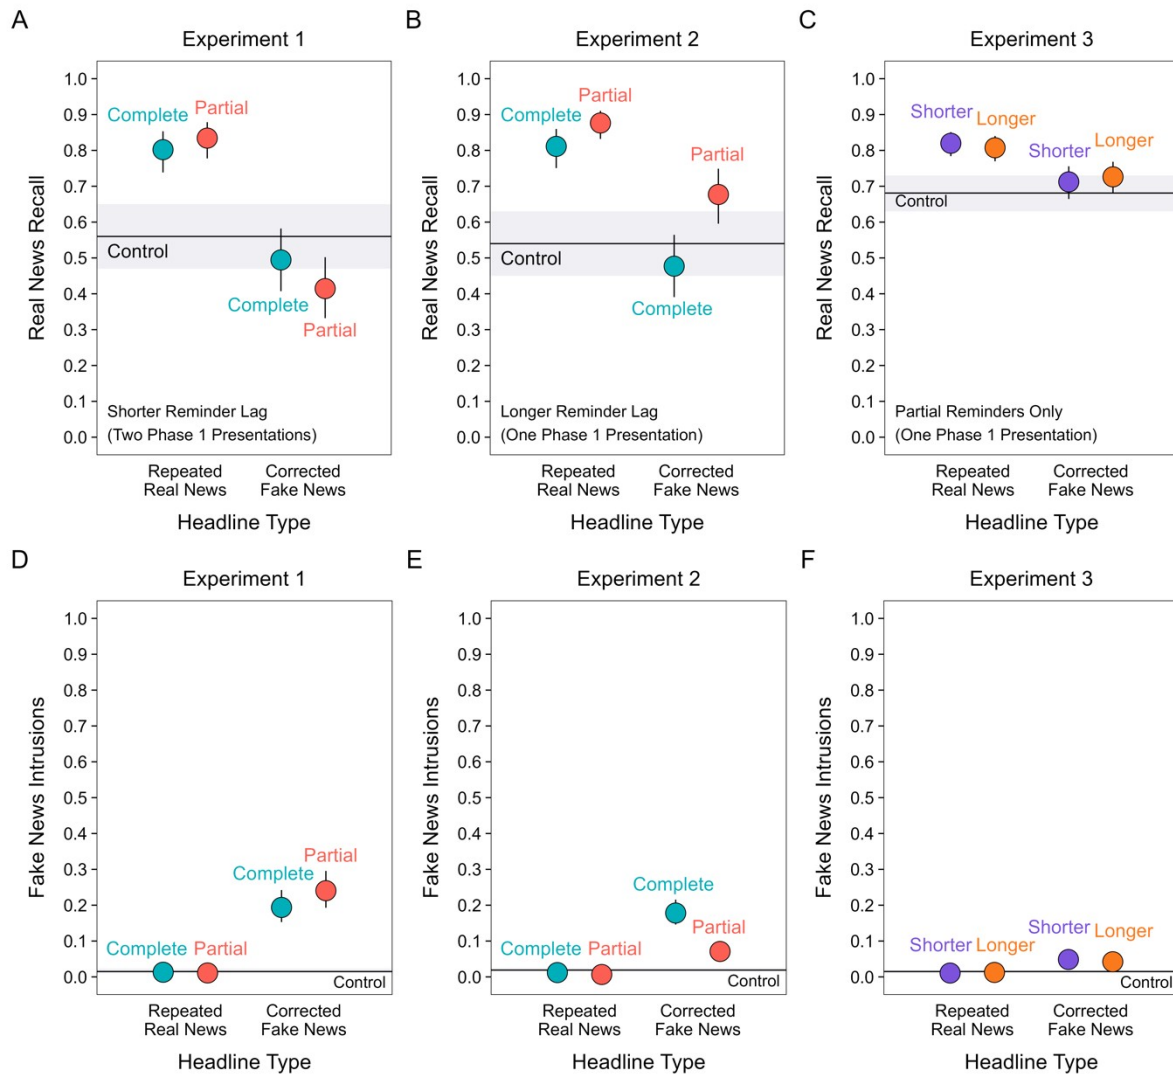 A
Experiment 1
Real News Recall
1.0
0.9
0.8
0.7
0.6
0.5
0.4
0.3
0.2
0.1
0.0
Complete
Partial
Control
Complete
Partial
Shorter Reminder Lag
(Two Phase 1 Presentations)
Repeated
Real News
Corrected
Fake News
Headline Type
B
Experiment 2
Real News Recall
1.0
0.9
0.8
0.7
0.6
0.5
0.4
0.3
0.2
0.1
0.0
Complete
Partial
Partial
Control
Complete
Longer Reminder Lag
(One Phase 1 Presentation)
Repeated
Real News
Corrected
Fake News
Headline Type
C
Experiment 3
Real News Recall
1.0
0.9
0.8
0.7
0.6
0.5
0.4
0.3
0.2
0.1
0.0
Shorter
Longer
Shorter
Longer
Control
Partial Reminders Only
(One Phase 1 Presentation)
Repeated
Real News
Corrected
Fake News
Headline Type
D
Experiment 1
Fake News Intrusions
1.0
0.9
0.8
0.7
0.6
0.5
0.4
0.3
0.2
0.1
0.0
Complete
Partial
Complete
Partial
Control
Repeated
Real News
Corrected
Fake News
Headline Type
E
Experiment 2
Fake News Intrusions
1.0
0.9
0.8
0.7
0.6
0.5
0.4
0.3
0.2
0.1
0.0
Complete
Partial
Complete
Partial
Control
Repeated
Real News
Corrected
Fake News
Headline Type
F
Experiment 3
Fake News Intrusions
1.0
0.9
0.8
0.7
0.6
0.5
0.4
0.3
0.2
0.1
0.0
Shorter
Longer
Shorter
Longer
Control
Repeated
Real News
Corrected
Fake News
Headline Type